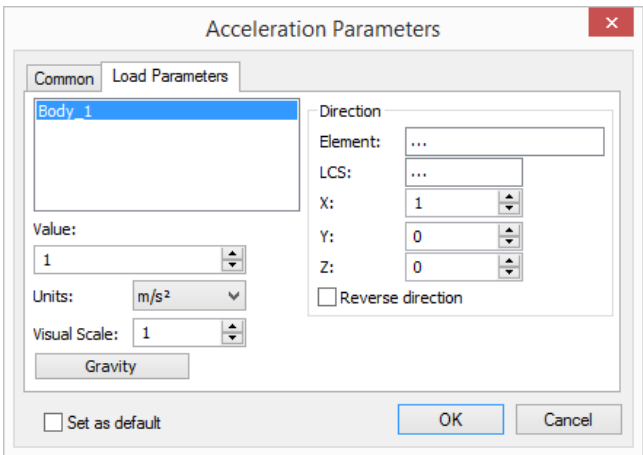 Acceleration Parameters
Common
Load Parameters
Body_1
Value:
1
Units:
m/s²
Visual Scale:
1
Gravity
Direction
Element:
...
LCS:
...
X:
1
Y:
0
Z:
0
Reverse direction
Set as default
OK
Cancel